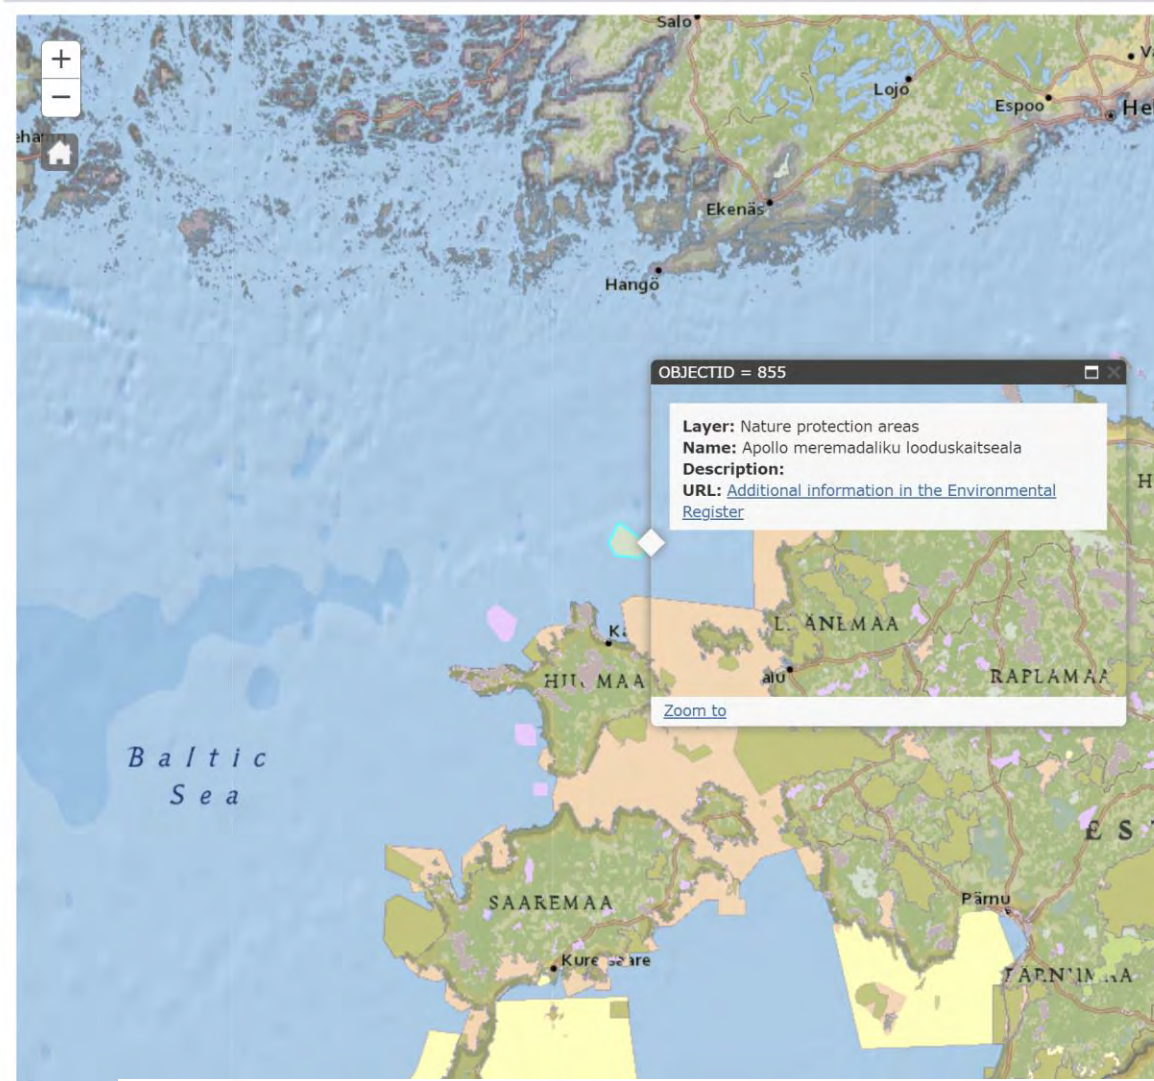 +
−
Salo
Lojo
Espoo
Ekenäs
Hangö
OBJECTID = 855
Layer: Nature protection areas
Name: Apollo meremadaliku looduskaitseala
Description:
URL: Additional information in the Environmental
Register
RAPLAMAA
Zoom to
Baltic
Sea
SAAREMAA
Pärnu